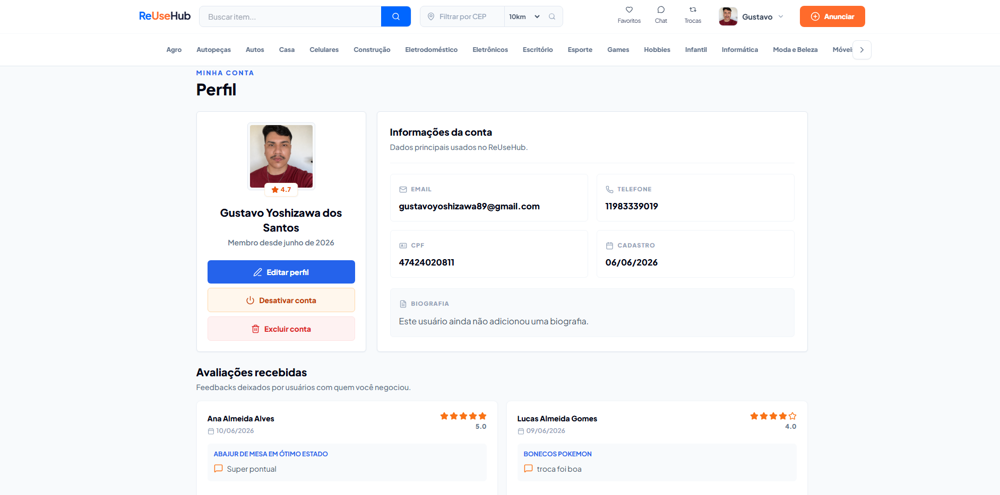 ReUseHub
Buscar item...
Filtrar por CEP
10km
Favoritos
Chat
Trocas
Gustavo
Anunciar
Agro Autopeças Autos Casa Celulares Construção Eletrodoméstico Eletrônicos Escritório Esporte Games Hobbies Infantil Informática Moda e Beleza Móvei
MINHA CONTA
Perfil
4.7
Gustavo Yoshizawa dos
Santos
Membro desde junho de 2026
Editar perfil
Desativar conta
Excluir conta
Informações da conta
Dados principais usados no ReUseHub.
EMAIL
gustavoyoshizawa89@gmail.com
TELEFONE
11983339019
CPF
47424020811
CADASTRO
06/06/2026
BIOGRAFIA
Este usuário ainda não adicionou uma biografia.
Avaliações recebidas
Feedbacks deixados por usuários com quem você negociou.
Ana Almeida Alves
10/06/2026
5.0
ABAJUR DE MESA EM ÓTIMO ESTADO
Super pontual
Lucas Almeida Gomes
09/06/2026
4.0
BONECOS POKEMON
troca foi boa